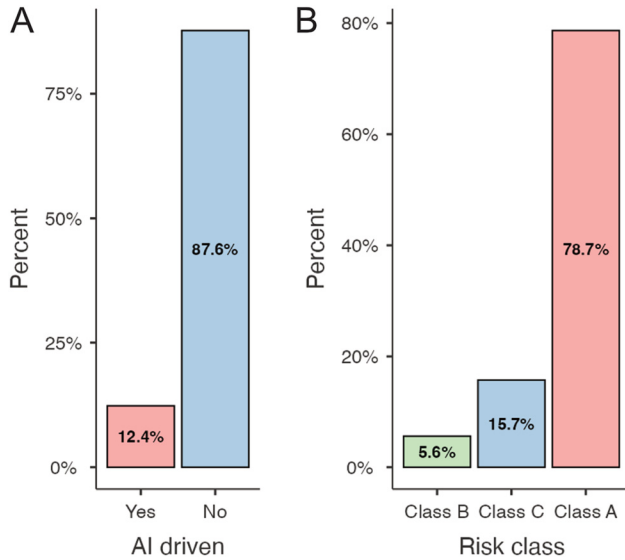 A
Percent
75%
50%
25%
0%
87.6%
12.4%
Yes No
AI driven
B
Percent
80%
60%
40%
20%
0%
78.7%
15.7%
5.6%
Class B Class C Class A
Risk class